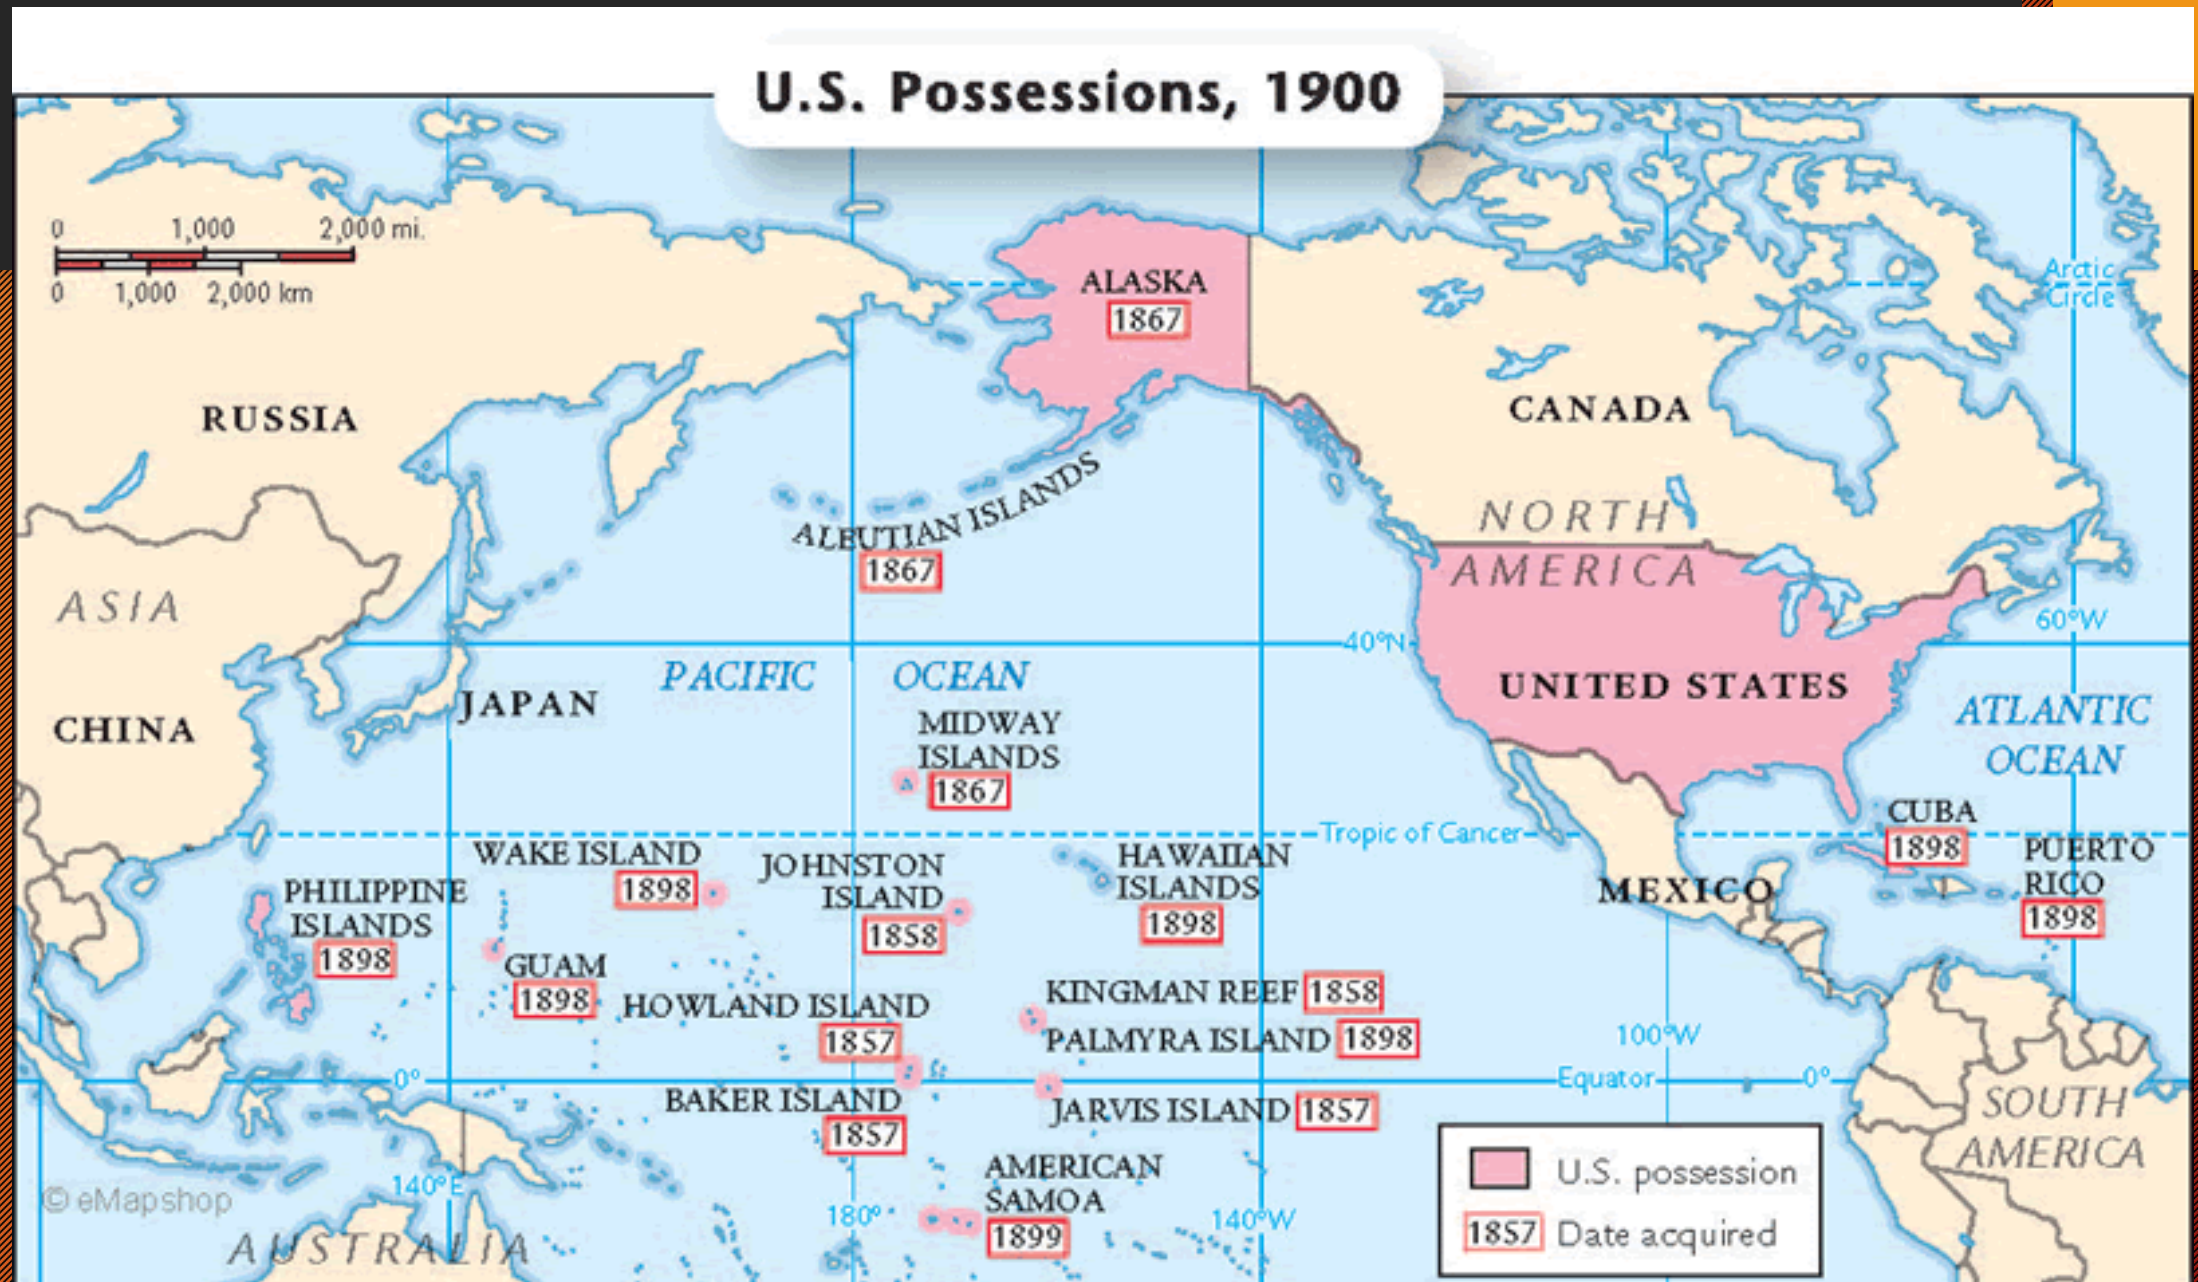 U.S. Possessions, 1900
0 1,000 2,000 mi.
0 1,000 2,000 km
ALASKA
1867
Arctic
Circle
RUSSIA
CANADA
ALEUTIAN ISLANDS
1867
NORTH
AMERICA
ASIA
60°W
40°N
PACIFIC OCEAN
UNITED STATES
JAPAN
CHINA
ATLANTIC
OCEAN
MIDWAY
ISLANDS
1867
CUBA
1898
Tropic of Cancer
PUERTO
RICO
1898
WAKE ISLAND
1898
JOHNSTON
ISLAND
1858
HAWAIIAN
ISLANDS
1898
MEXICO
PHILIPPINE
ISLANDS
1898
GUAM
1898
HOWLAND ISLAND
1857
KINGMAN REEF 1858
PALMYRA ISLAND 1898
100°W
0°
Equator
0°
BAKER ISLAND
1857
JARVIS ISLAND 1857
SOUTH
AMERICA
AMERICAN
SAMOA
1899
140°E
180°
140°W
© eMapshop
AUSTRALIA
U.S. possession
1857 Date acquired